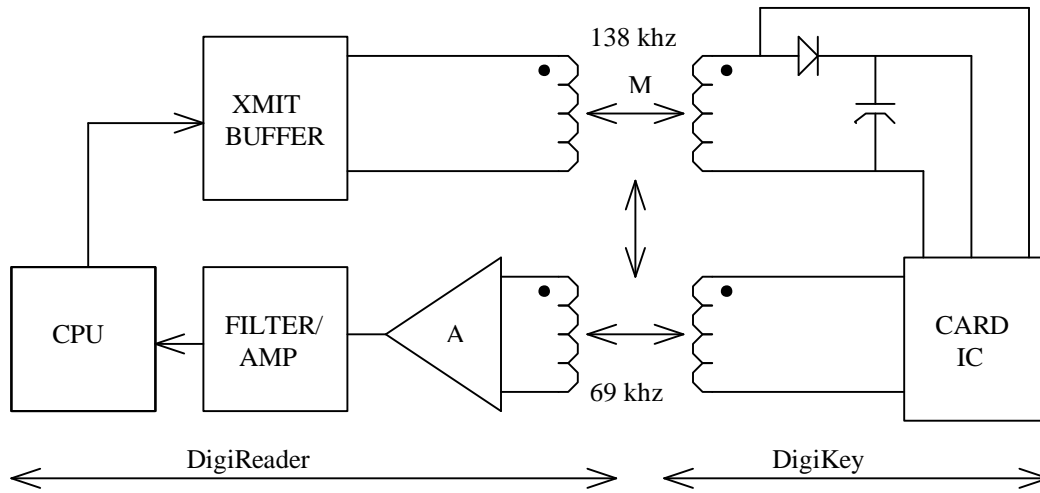 138 khz
XMIT
BUFFER
M
CPU
FILTER/
AMP
A
CARD
IC
69 khz
DigiReader
DigiKey